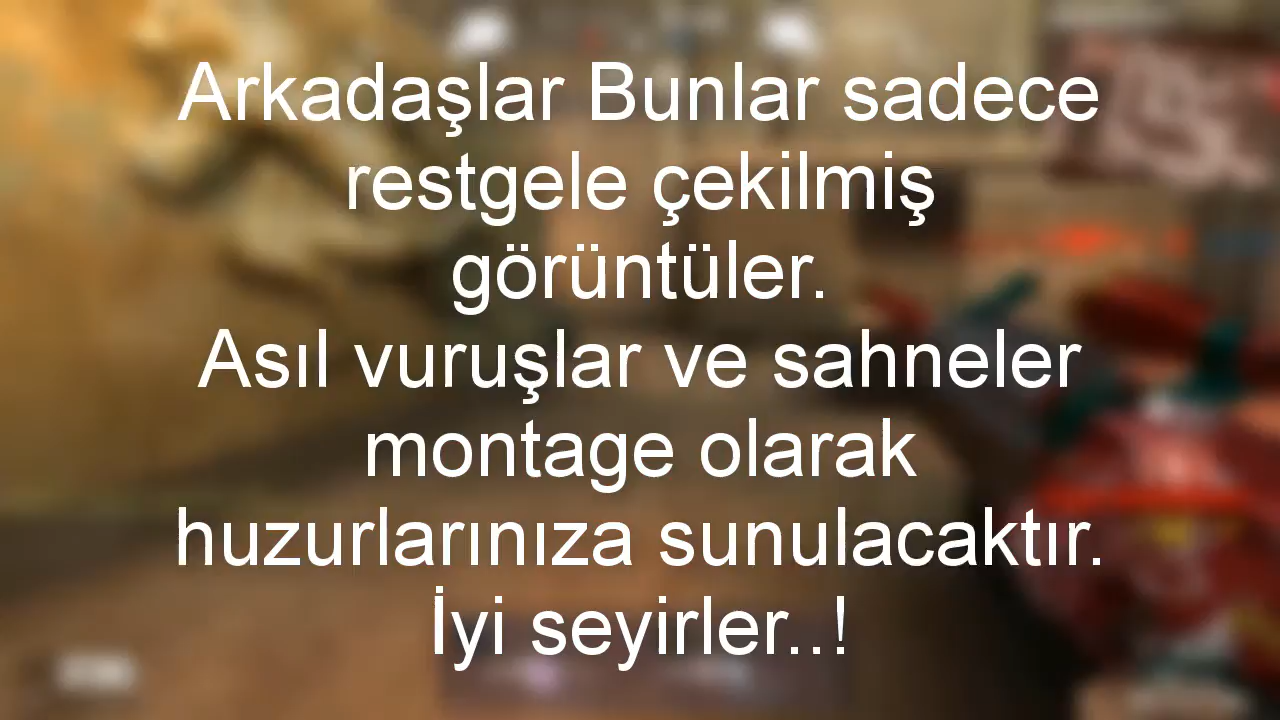 Arkadaşlar Bunlar sadece
restgele çekilmiş
görüntüler.
Asıl vuruşlar ve sahneler
montage olarak
huzurlarınıza sunulacaktır.
İyi seyirler..!